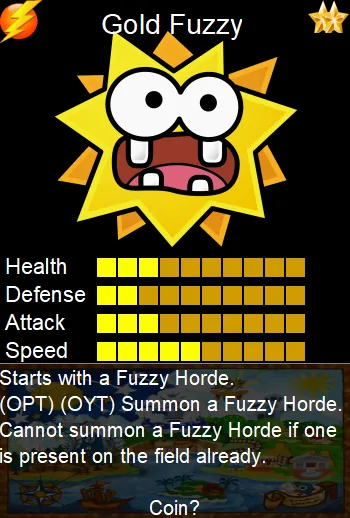 Gold Fuzzy
Health
Defense
Attack
Speed
Starts with a Fuzzy Horde.
(OPT) (OYT) Summon a Fuzzy Horde.
Cannot summon a Fuzzy Horde if one
is present on the field already.
Coin?